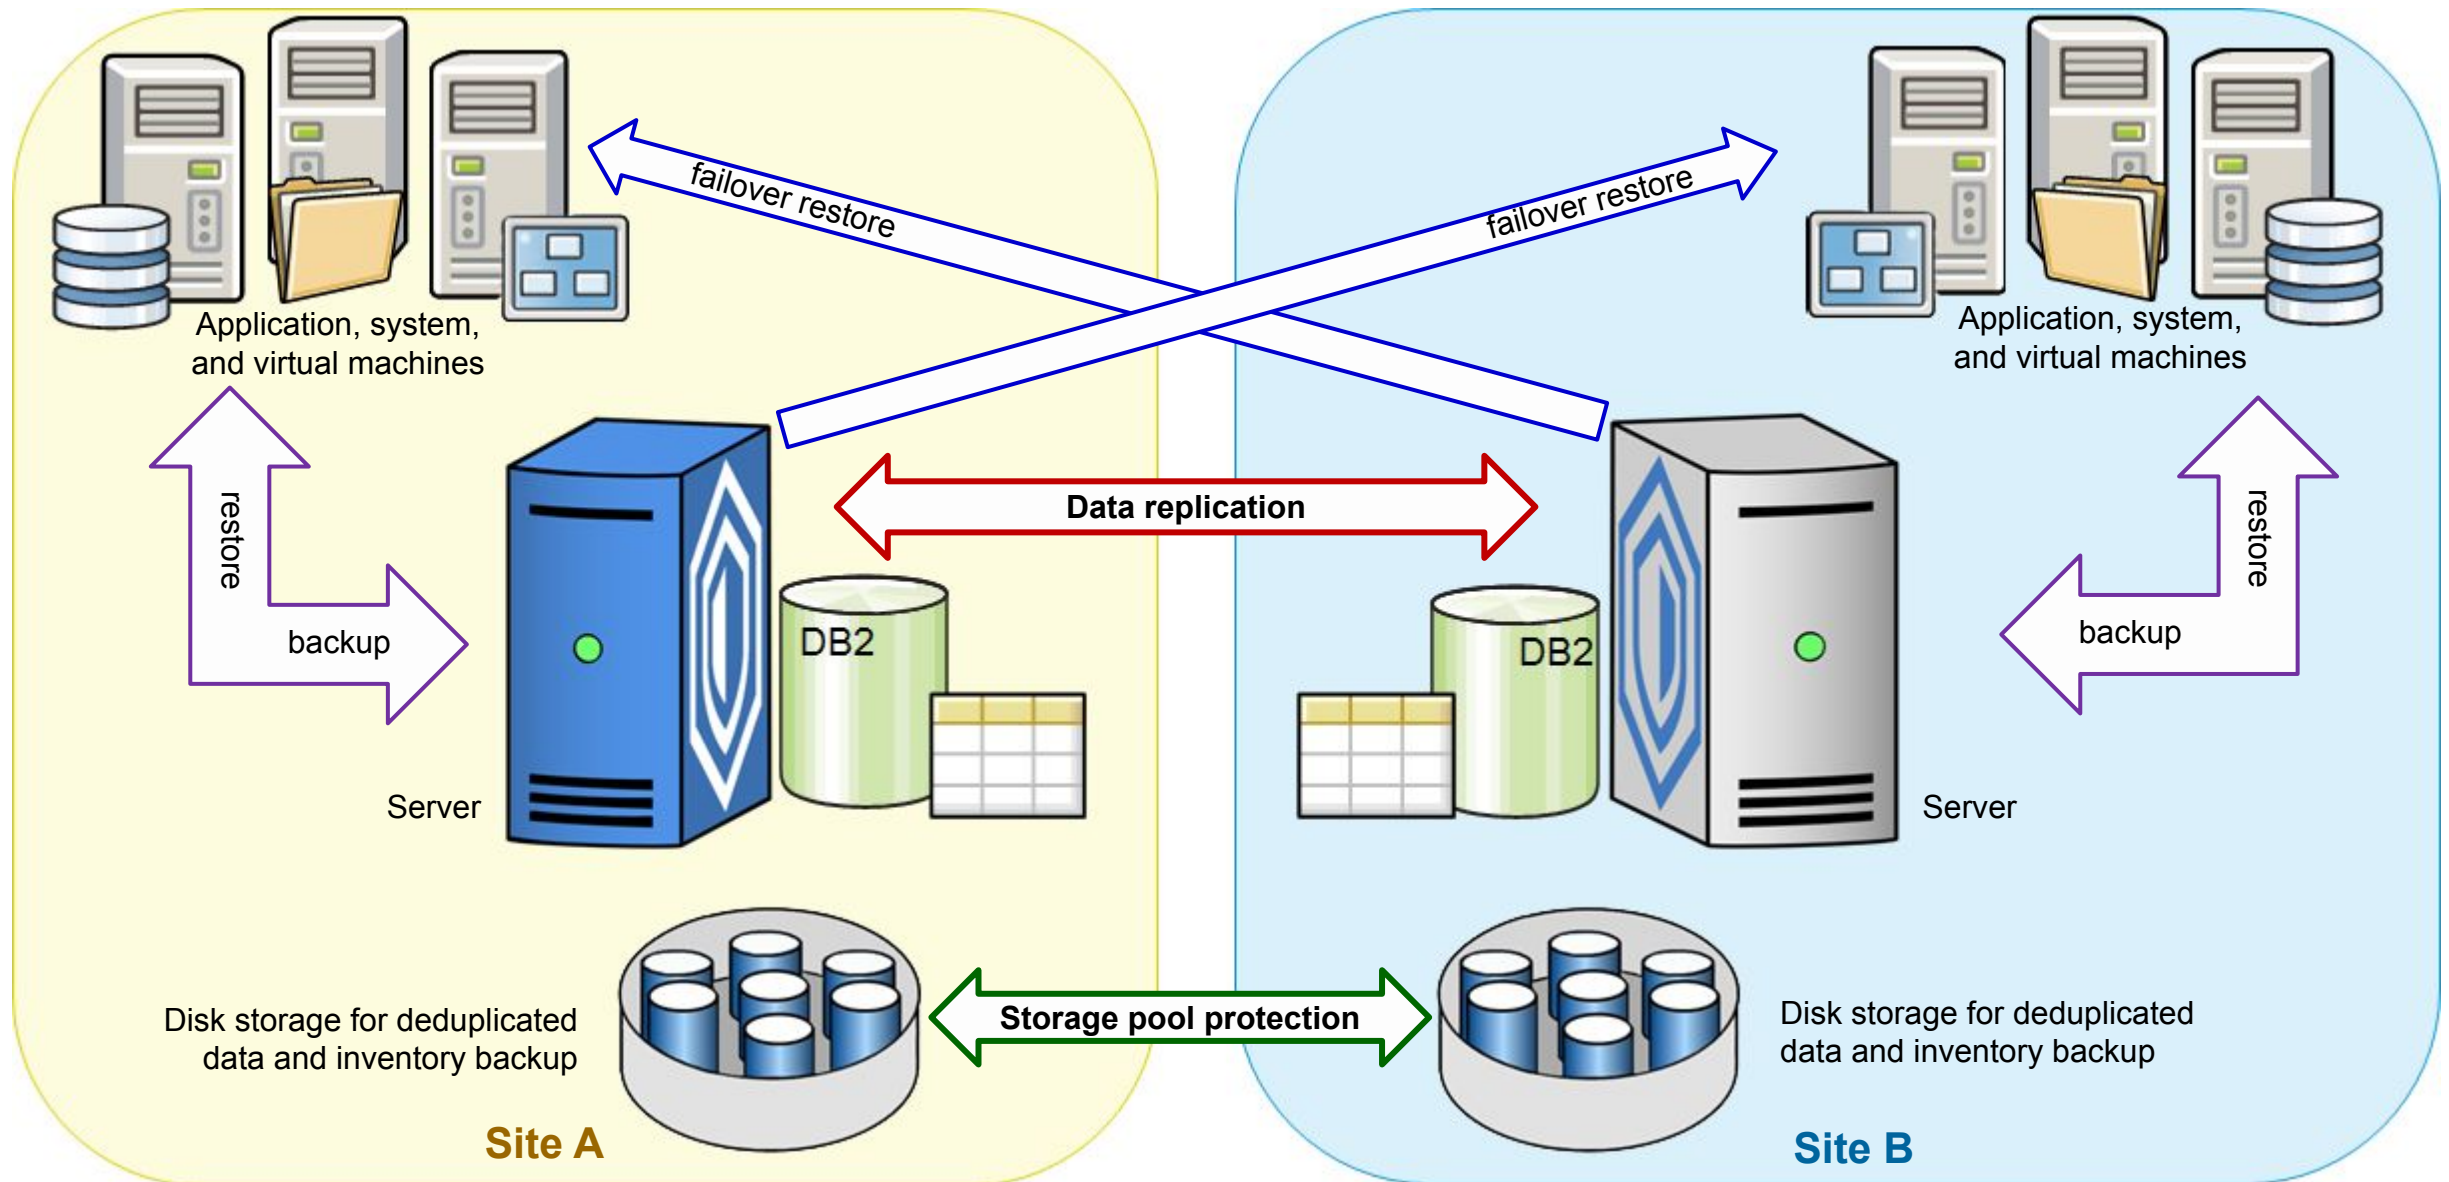 failover restore
failover restore
Application, system,
and virtual machines
Application, system,
and virtual machines
restore
backup
Data replication
restore
backup
DB2
DB2
Server
Server
Disk storage for deduplicated
data and inventory backup
Storage pool protection
Disk storage for deduplicated
data and inventory backup
Site A
Site B